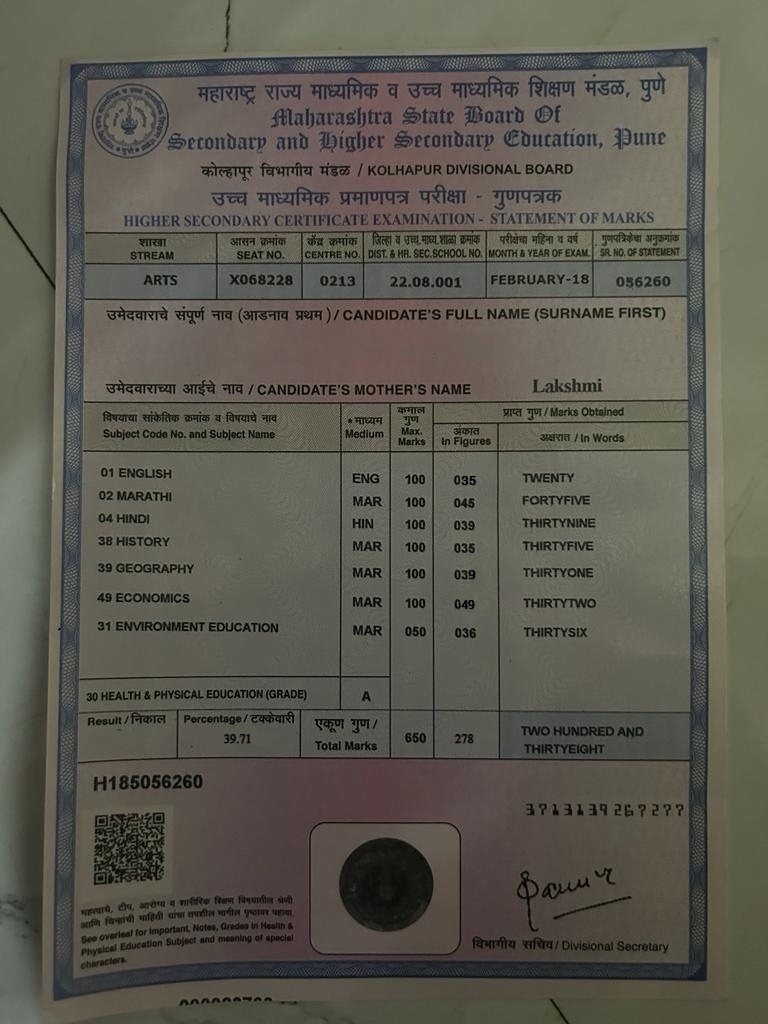 महाराष्ट्र राज्य माध्यमिक व उच्च माध्यमिक शिक्षण मंडळ, पुणे
Maharashtra State Board Of
Secondary and Higher Secondary Education, Pune
कोल्हापूर विभागीय मंडळ / KOLHAPUR DIVISIONAL BOARD
उच्च माध्यमिक प्रमाणपत्र परीक्षा - गुणपत्रक
HIGHER SECONDARY CERTIFICATE EXAMINATION - STATEMENT OF MARKS
शाखा आसन क्रमांक केंद्र क्रमांक जिल्हा व उच्च.माध्य.शाळा क्रमांक परीक्षेचा महिना व वर्ष गुणपत्रिकेचा अनुक्रमांक
STREAM SEAT NO. CENTRE NO. DIST. & HR. SEC.SCHOOL NO. MONTH & YEAR OF EXAM. SR. NO. OF STATEMENT
ARTS X068228 0213 22.08.001 FEBRUARY-18 056260
उमेदवाराचे संपूर्ण नाव (आडनाव प्रथम) / CANDIDATE'S FULL NAME (SURNAME FIRST)
उमेदवाराच्या आईचे नाव / CANDIDATE'S MOTHER'S NAME Lakshmi
विषयाचा सांकेतिक क्रमांक व विषयाचे नाव
Subject Code No. and Subject Name
* माध्यम
Medium
कमाल
गुण
Max.
Marks
प्राप्त गुण / Marks Obtained
अंकात
In Figures
अक्षरात / In Words
01 ENGLISH ENG 100 035 TWENTY
02 MARATHI MAR 100 045 FORTYFIVE
04 HINDI HIN 100 039 THIRTYNINE
38 HISTORY MAR 100 035 THIRTYFIVE
39 GEOGRAPHY MAR 100 039 THIRTYONE
49 ECONOMICS MAR 100 049 THIRTYTWO
31 ENVIRONMENT EDUCATION MAR 050 036 THIRTYSIX
30 HEALTH & PHYSICAL EDUCATION (GRADE) A
Result / निकाल
Percentage / टक्केवारी
39.71
एकूण गुण /
Total Marks
650 278
TWO HUNDRED AND
THIRTYEIGHT
H185056260
3713139267277
महत्वाचे, टीप, आरोग्य व शारीरिक शिक्षण विषयातील श्रेणी
आणि चिन्हांची माहिती यांचा तपशील मागील पृष्ठावर पहावा.
See overleaf for Important, Notes, Grades in Health &
Physical Education Subject and meaning of special
characters.
विभागीय सचिव / Divisional Secretary